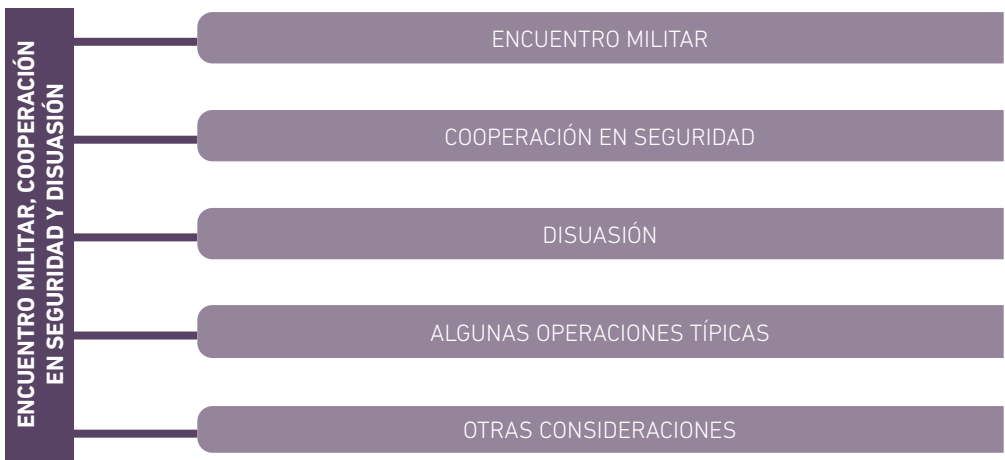 ENCUENTRO MILITAR, COOPERACIÓN
EN SEGURIDAD Y DISUASIÓN
ENCUENTRO MILITAR
COOPERACIÓN EN SEGURIDAD
DISUASIÓN
ALGUNAS OPERACIONES TÍPICAS
OTRAS CONSIDERACIONES